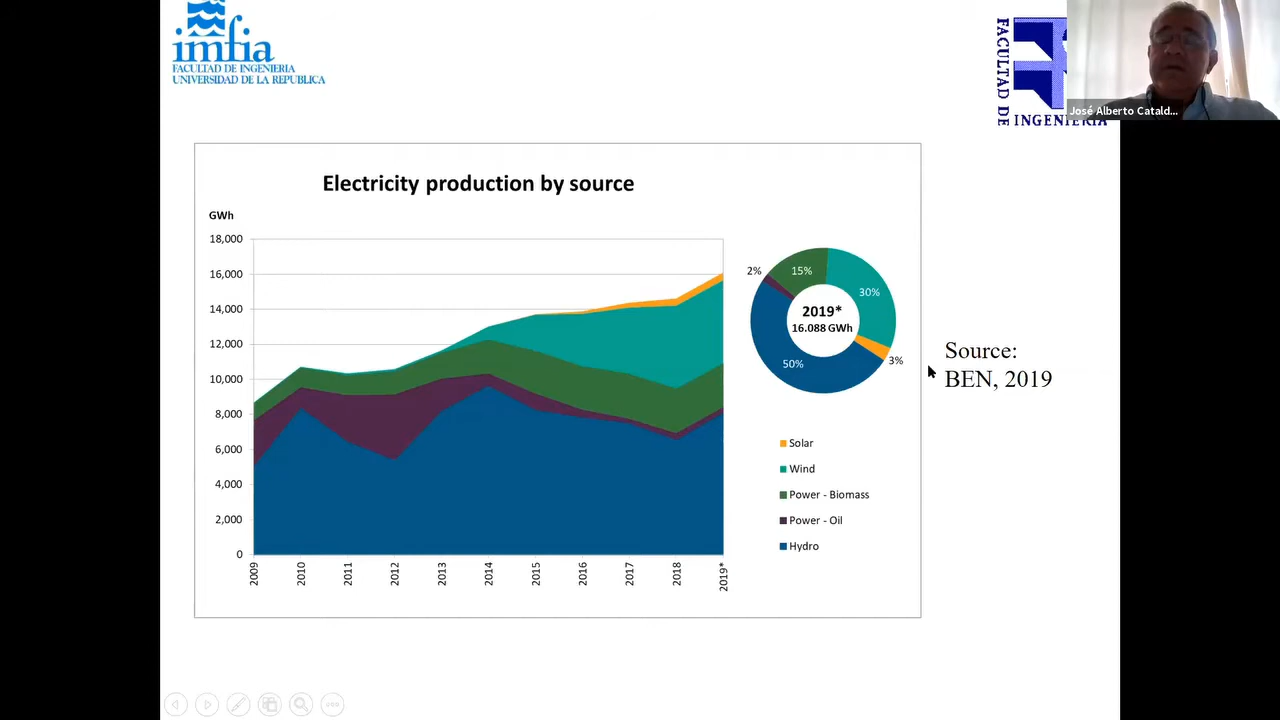 imfia
FACULTAD DE INGENIERIA
UNIVERSIDAD DE LA REPUBLICA
FACULTAD DE INGENIERIA
José Alberto Catald...
Electricity production by source
GWh
18,000
16,000
14,000
12,000
10,000
8,000
6,000
4,000
2,000
0
2009
2010
2011
2012
2013
2014
2015
2016
2017
2018
2019*
2%
15%
30%
3%
50%
2019*
16.088 GWh
Solar
Wind
Power - Biomass
Power - Oil
Hydro
Source:
BEN, 2019